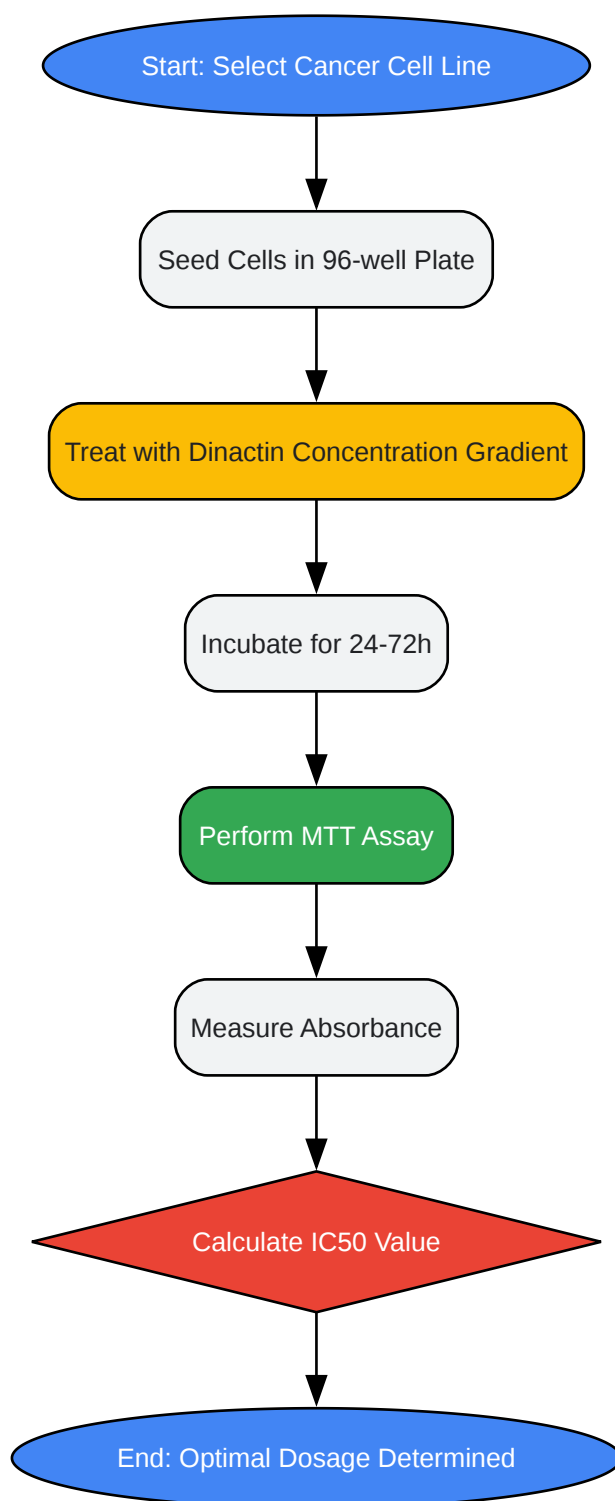 Start: Select Cancer Cell Line
Seed Cells in 96-well Plate
Treat with Dinactin Concentration Gradient
Incubate for 24-72h
Perform MTT Assay
Measure Absorbance
Calculate IC50 Value
End: Optimal Dosage Determined